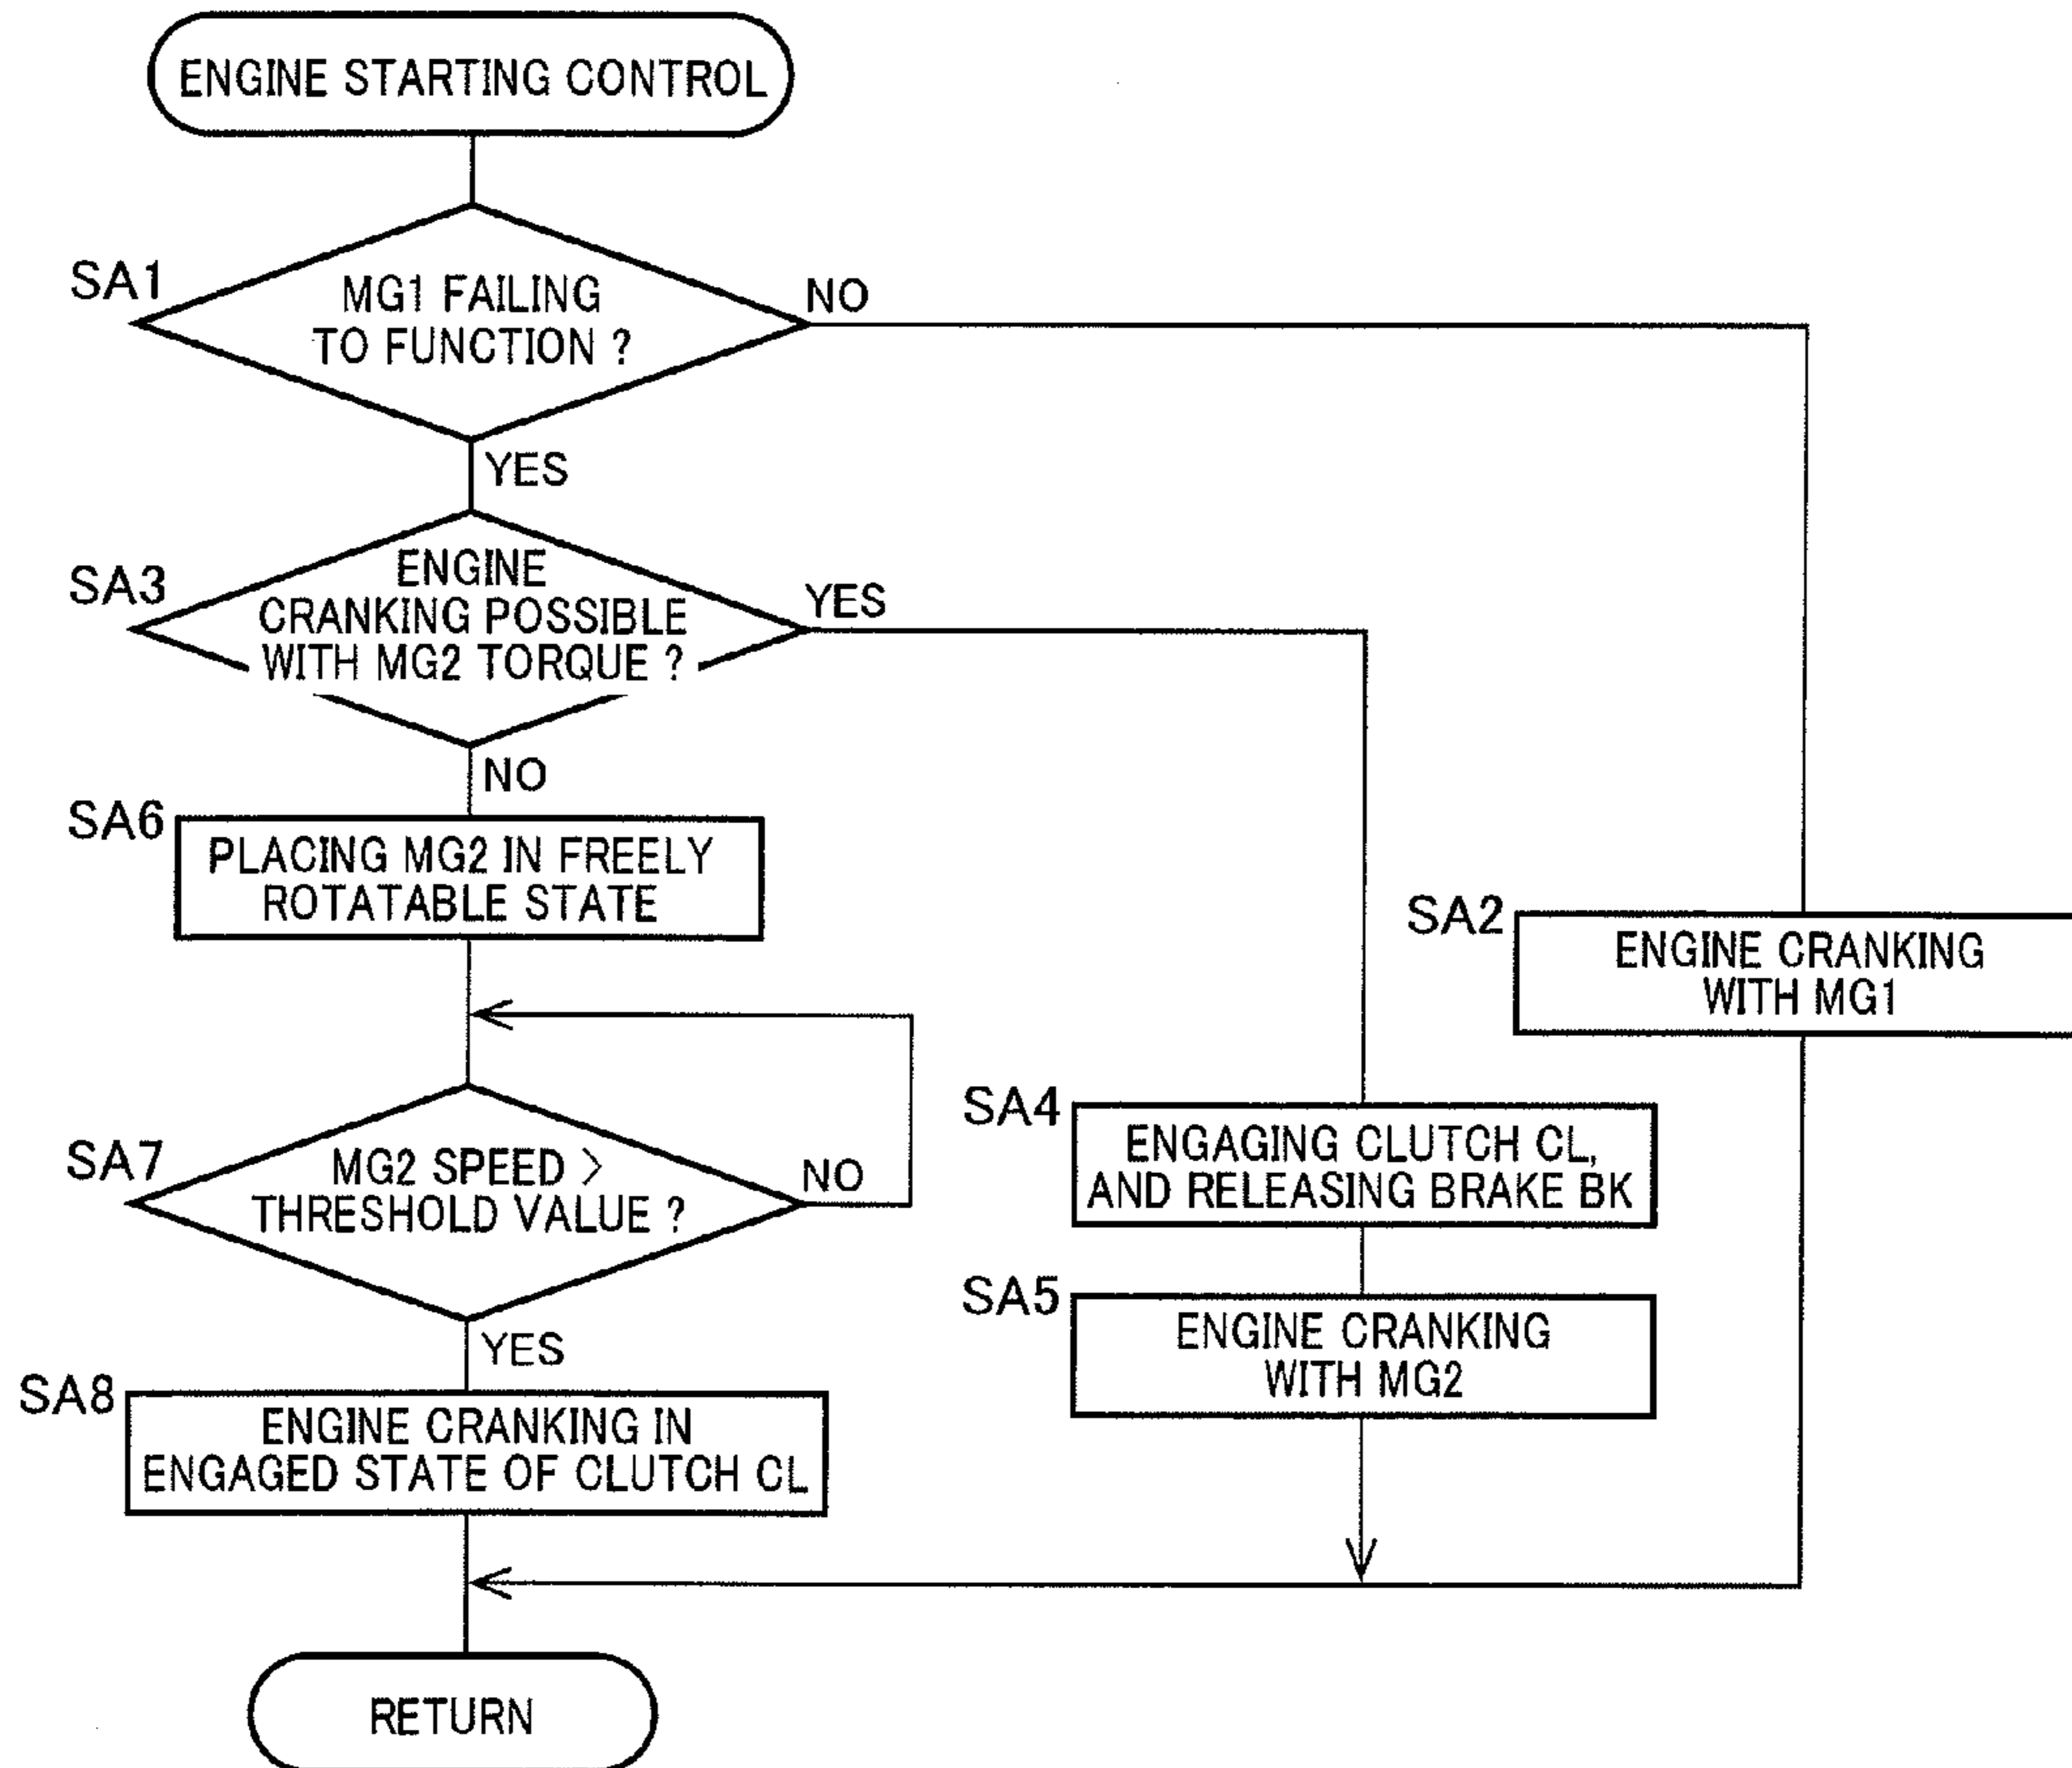 ENGINE STARTING CONTROL
SA1
MG1 FAILING
TO FUNCTION ?
NO
YES
SA3
ENGINE
CRANKING POSSIBLE
WITH MG2 TORQUE ?
YES
NO
SA6
PLACING MG2 IN FREELY
ROTATABLE STATE
SA2
ENGINE CRANKING
WITH MG1
SA4
ENGAGING CLUTCH CL,
AND RELEASING BRAKE BK
SA7
MG2 SPEED >
THRESHOLD VALUE ?
NO
YES
SA5
ENGINE CRANKING
WITH MG2
SA8
ENGINE CRANKING IN
ENGAGED STATE OF CLUTCH CL
RETURN